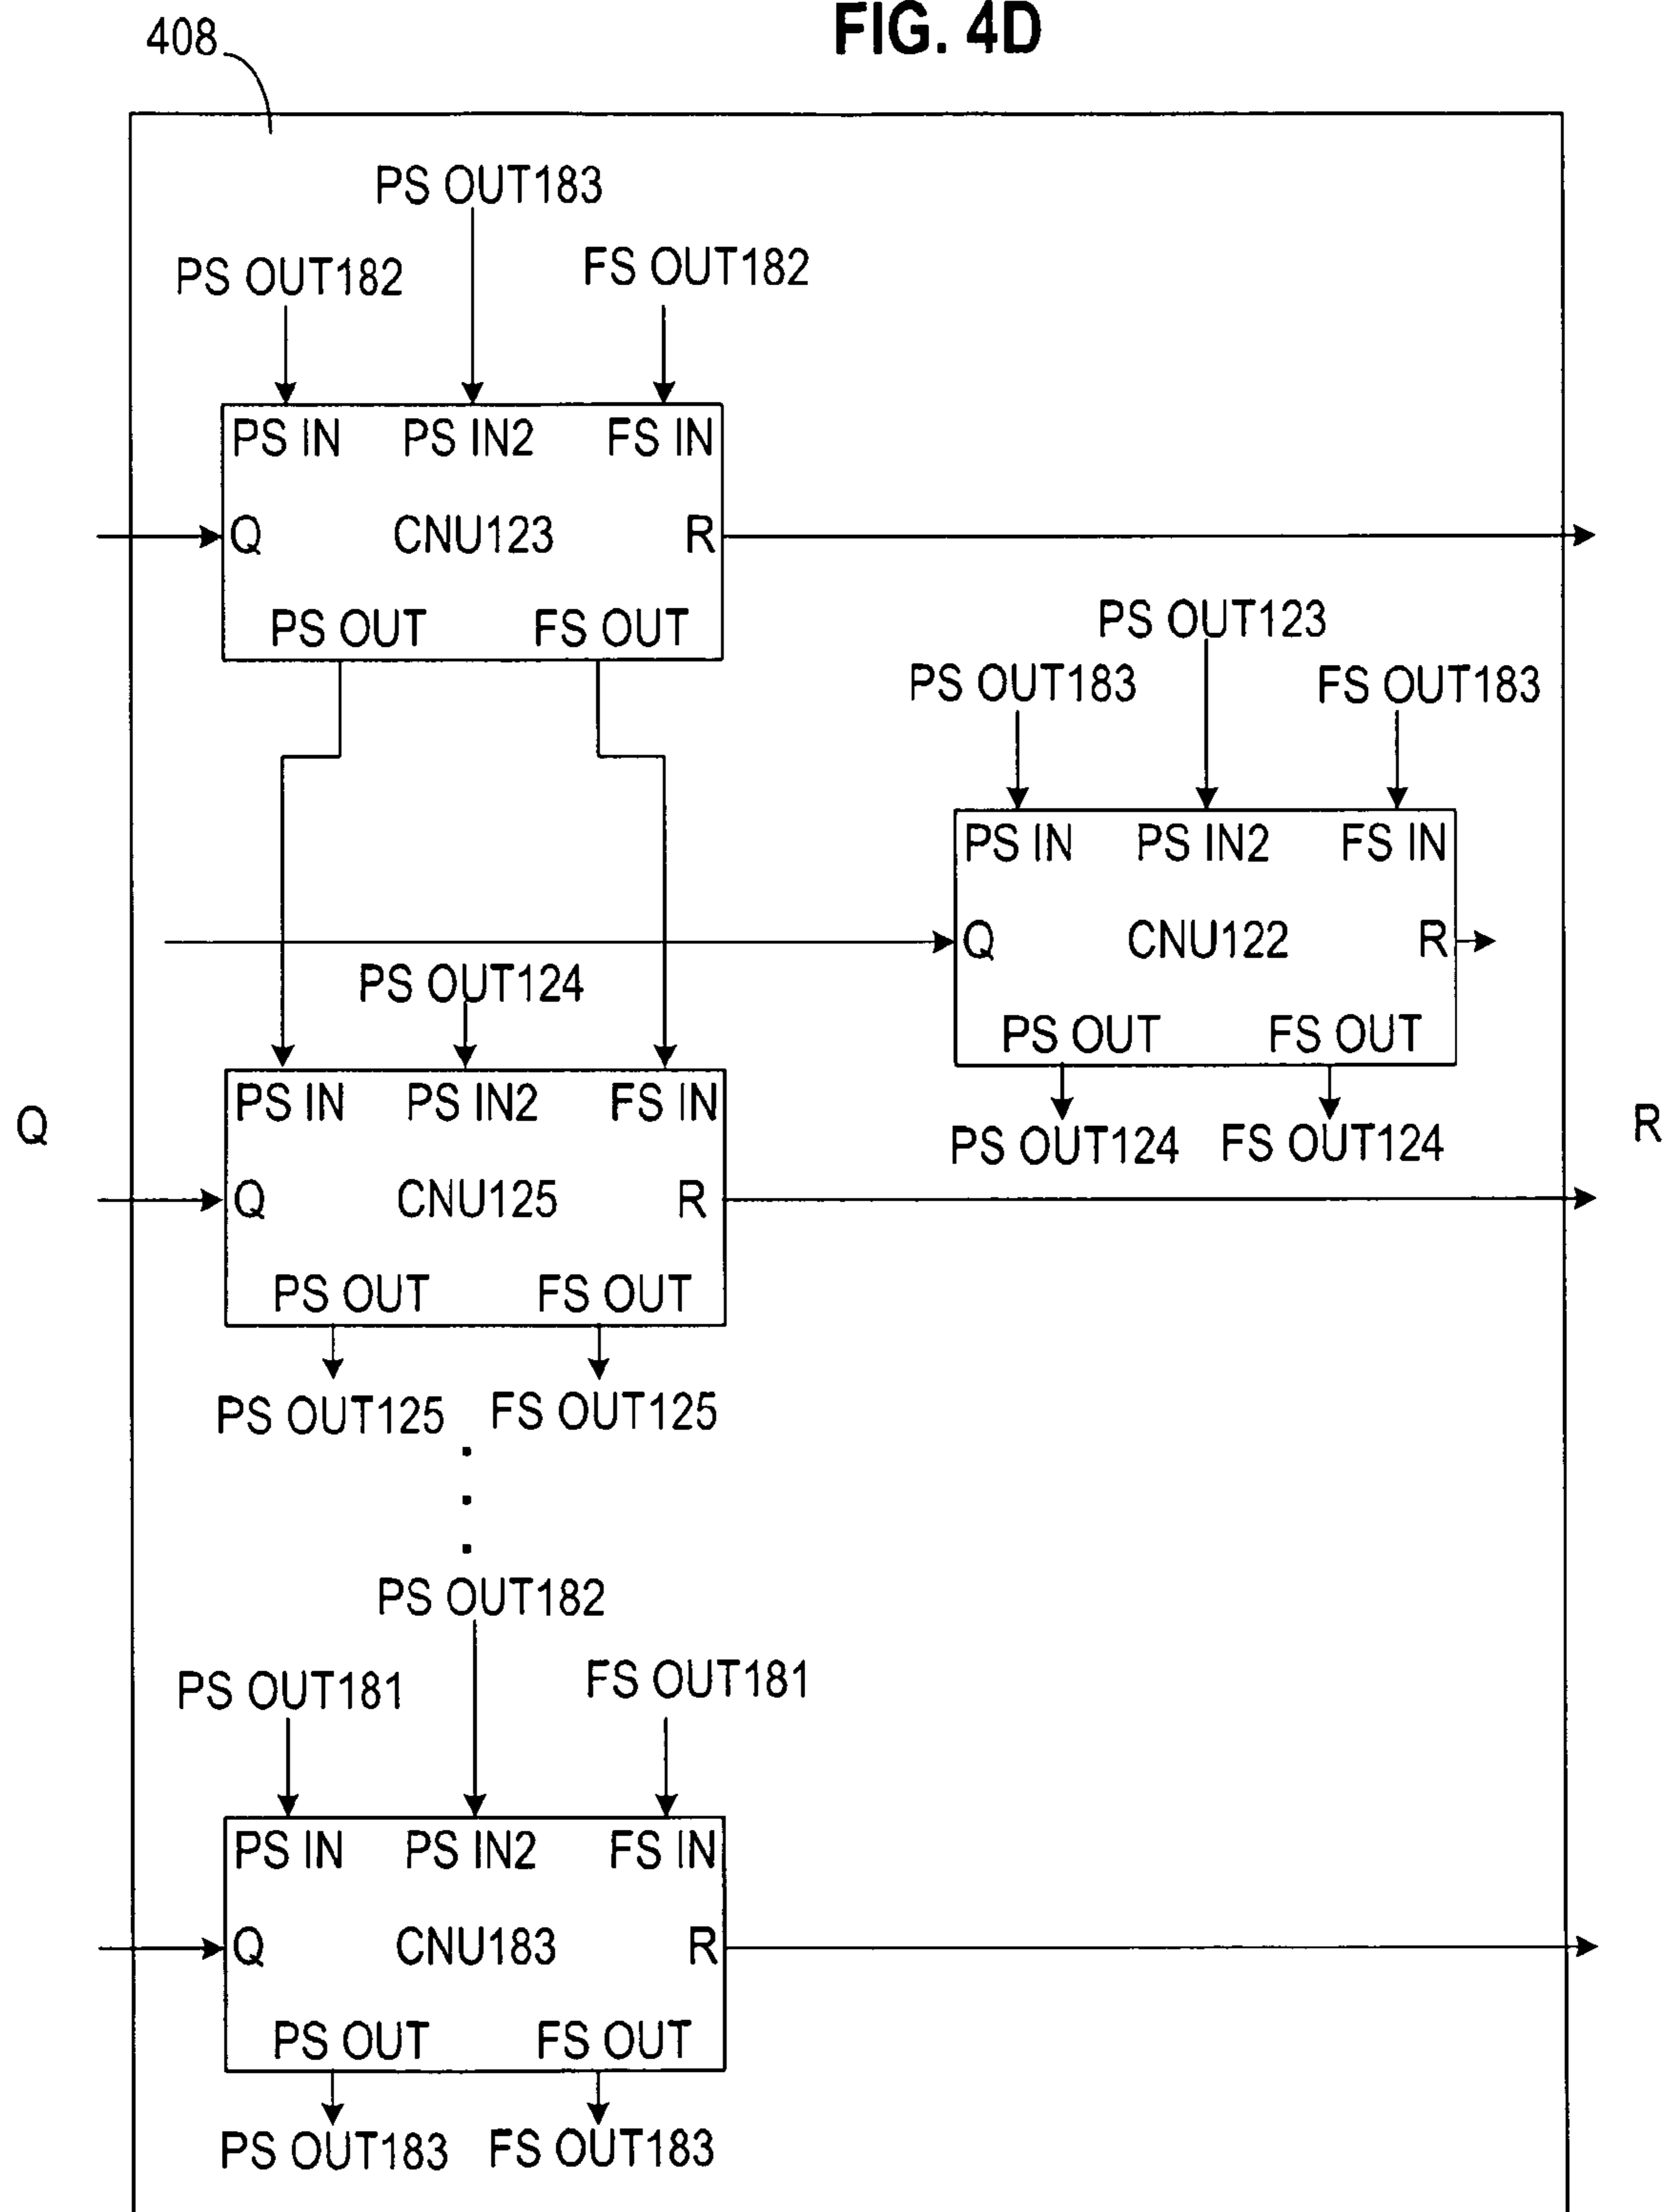 FIG. 4D
408
PS OUT183
PS OUT182 FS OUT182
PS IN PS IN2 FS IN
Q CNU123 R
PS OUT FS OUT
PS OUT123
PS OUT183 FS OUT183
PS IN PS IN2 FS IN
Q CNU122 R
PS OUT FS OUT
PS OUT124 FS OUT124
PS OUT124
PS IN PS IN2 FS IN
Q
Q CNU125 R
R
PS OUT FS OUT
PS OUT125 FS OUT125
PS OUT182
PS OUT181 FS OUT181
PS IN PS IN2 FS IN
Q CNU183 R
PS OUT FS OUT
PS OUT183 FS OUT183